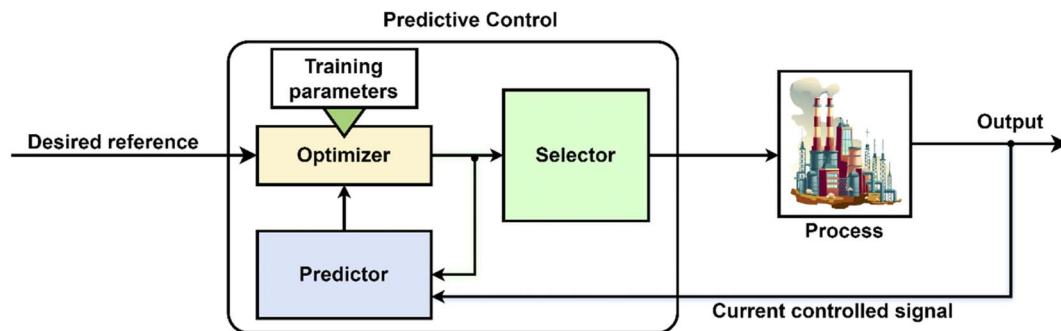 Predictive Control
Training
parameters
Desired reference
Optimizer
Selector
Output
Process
Predictor
Current controlled signal